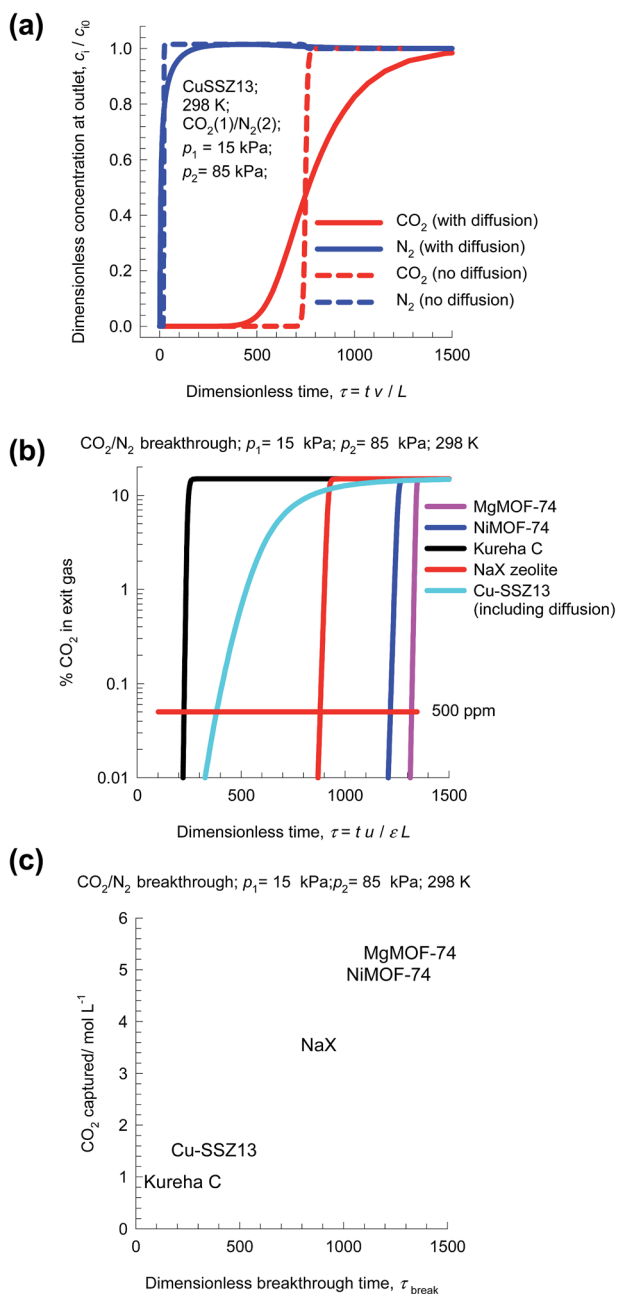 (a)
Dimensionless concentration at outlet, c_i / c_i0
1.0
0.8
0.6
0.4
0.2
0.0
CuSSZ13;
298 K;
CO2(1)/N2(2);
p1 = 15 kPa;
p2= 85 kPa;
CO2 (with diffusion)
N2 (with diffusion)
CO2 (no diffusion)
N2 (no diffusion)
0 500 1000 1500
Dimensionless time, τ = t v / L
(b)
CO2/N2 breakthrough; p1= 15 kPa; p2= 85 kPa; 298 K
% CO2 in exit gas
10
1
0.1
0.01
MgMOF-74
NiMOF-74
Kureha C
NaX zeolite
Cu-SSZ13
(including diffusion)
500 ppm
0 500 1000 1500
Dimensionless time, τ = t u / ε L
(c)
CO2/N2 breakthrough; p1= 15 kPa;p2= 85 kPa; 298 K
CO2 captured/ mol L-1
6
5
4
3
2
1
0
MgMOF-74
NiMOF-74
NaX
Cu-SSZ13
Kureha C
0 500 1000 1500
Dimensionless breakthrough time, τbreak